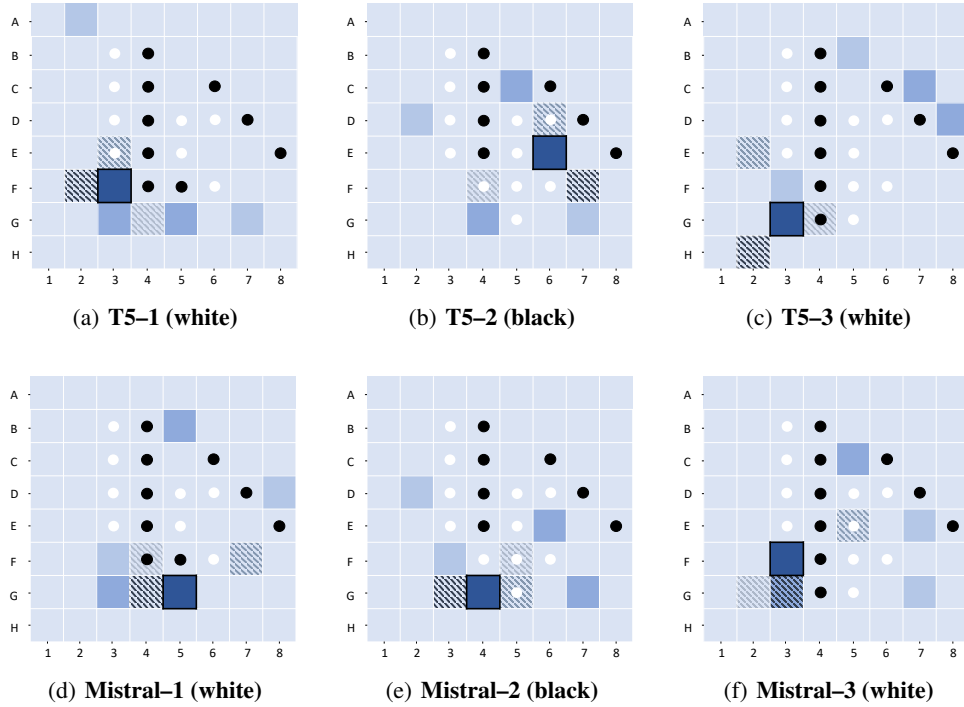 A
B
C
D
E
F
G
H
1 2 3 4 5 6 7 8
(a) T5–1 (white)
A
B
C
D
E
F
G
H
1 2 3 4 5 6 7 8
(b) T5–2 (black)
A
B
C
D
E
F
G
H
1 2 3 4 5 6 7 8
(c) T5–3 (white)
A
B
C
D
E
F
G
H
1 2 3 4 5 6 7 8
(d) Mistral–1 (white)
A
B
C
D
E
F
G
H
1 2 3 4 5 6 7 8
(e) Mistral–2 (black)
A
B
C
D
E
F
G
H
1 2 3 4 5 6 7 8
(f) Mistral–3 (white)